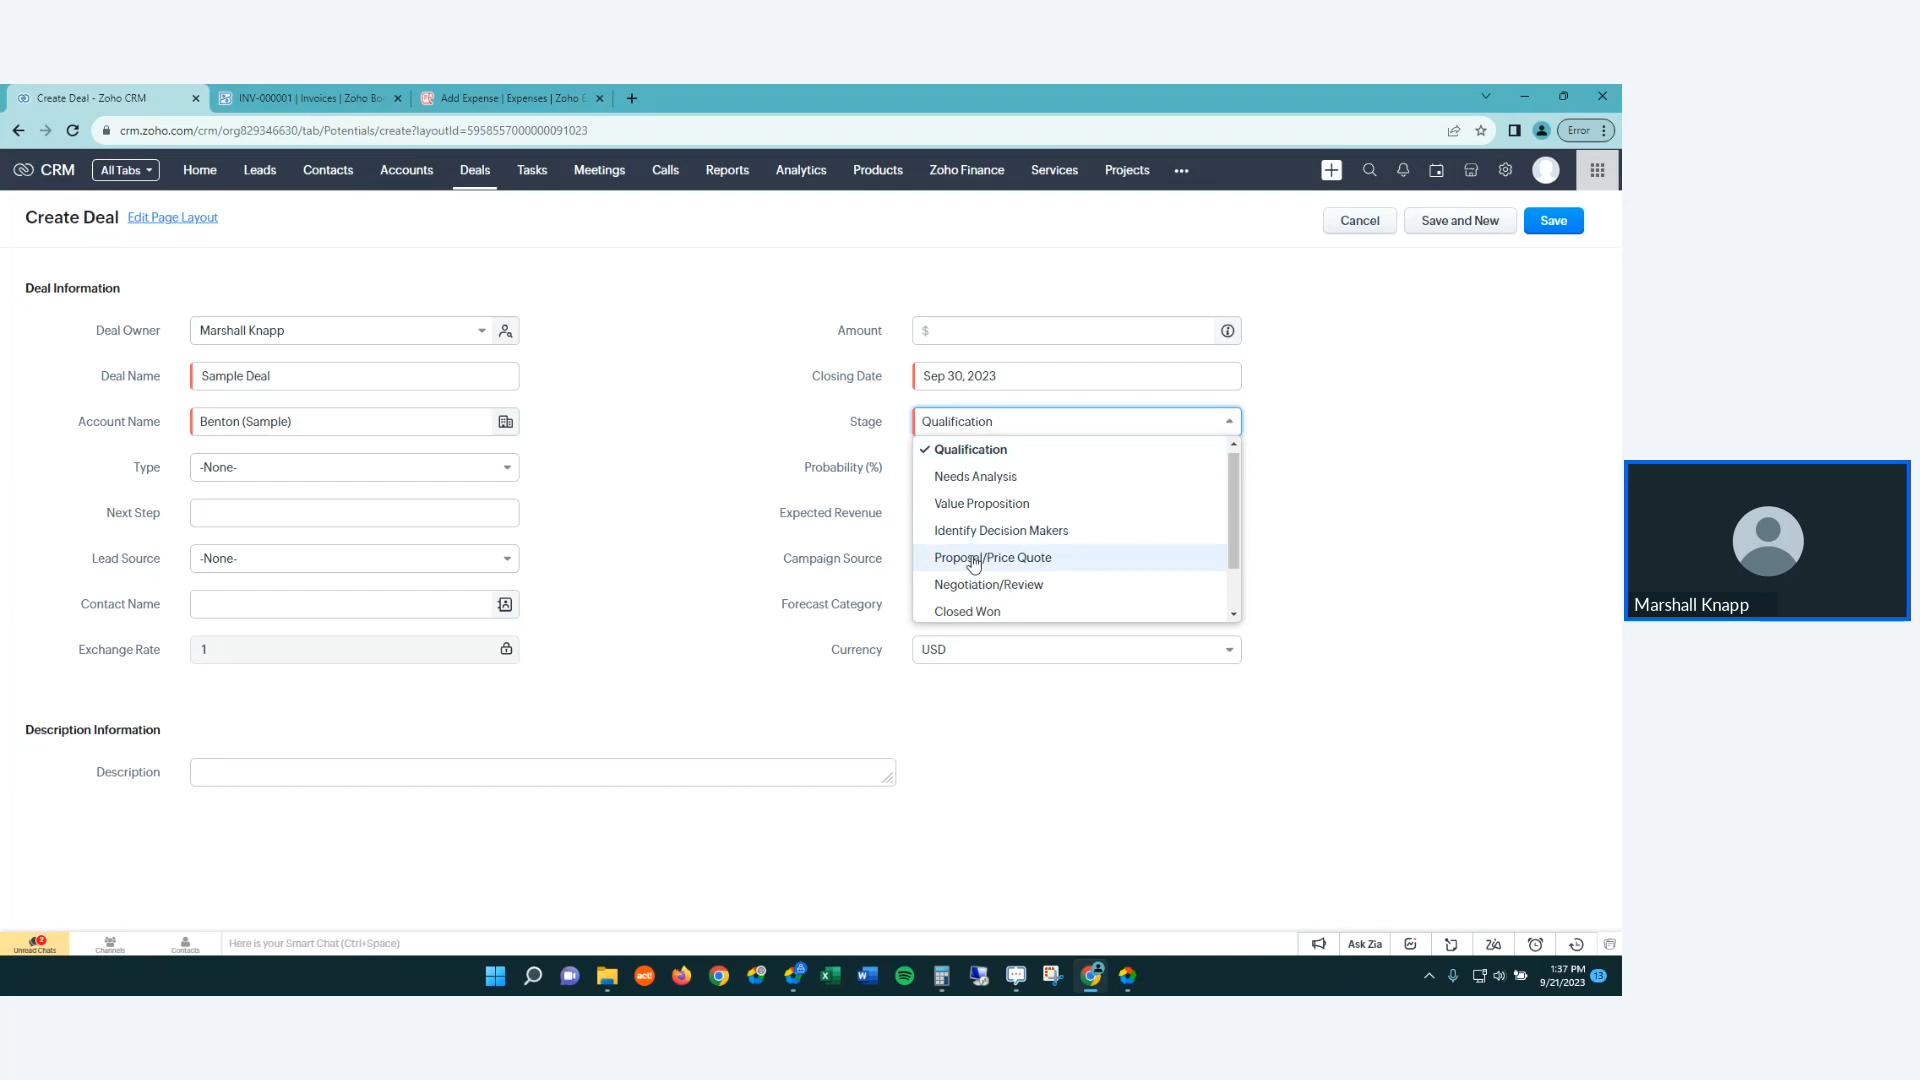 Create Deal - Zoho CRM
INV-000001 | Invoices | Zoho Bo
Add Expense | Expenses | Zoho E
crm.zoho.com/crm/org829346630/tab/Potentials/create?layoutId=5958557000000091023
Error
CRM
All Tabs
Home
Leads
Contacts
Accounts
Deals
Tasks
Meetings
Calls
Reports
Analytics
Products
Zoho Finance
Services
Projects
Create Deal
Edit Page Layout
Cancel
Save and New
Save
Deal Information
Deal Owner
Marshall Knapp
Amount
$
Deal Name
Sample Deal
Closing Date
Sep 30, 2023
Account Name
Benton (Sample)
Stage
Qualification
Qualification
Type
-None-
Probability (%)
Needs Analysis
Value Proposition
Next Step
Expected Revenue
Identify Decision Makers
Lead Source
-None-
Campaign Source
Proposal/Price Quote
Negotiation/Review
Contact Name
Forecast Category
Closed Won
Marshall Knapp
Exchange Rate
1
Currency
USD
Description Information
Description
2
Unread Chats
Channels
Contacts
Here is your Smart Chat (Ctrl+Space)
Ask Zia
act!
1:37 PM
9/21/2023
13